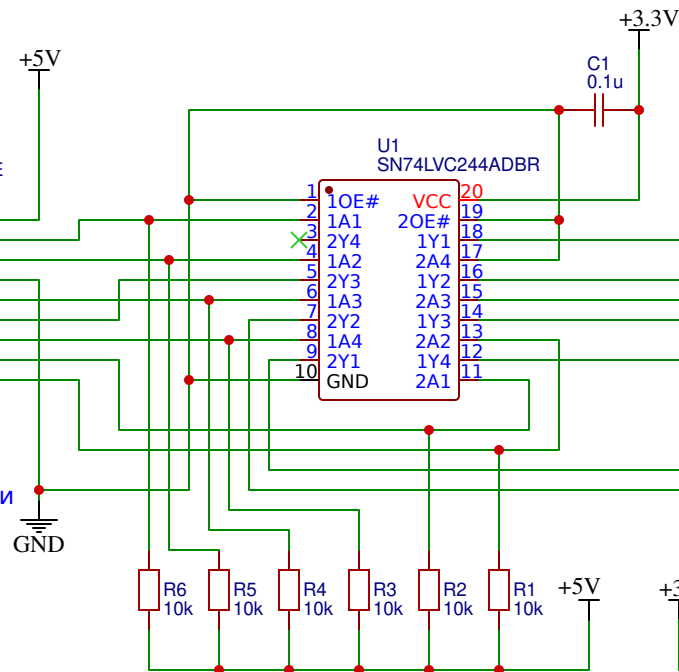 +3.3V
+5V
C1
0.1u
U1
SN74LVC244ADBR
E
1 1OE# VCC 20
2 1A1 2OE# 19
3 2Y4 1Y1 18
4 1A2 2A4 17
5 2Y3 1Y2 16
6 1A3 2A3 15
7 2Y2 1Y3 14
8 1A4 2A2 13
9 2Y1 1Y4 12
10 GND 2A1 11
и
GND
R6 R5 R4 R3 R2 R1 +5V
10k 10k 10k 10k 10k 10k